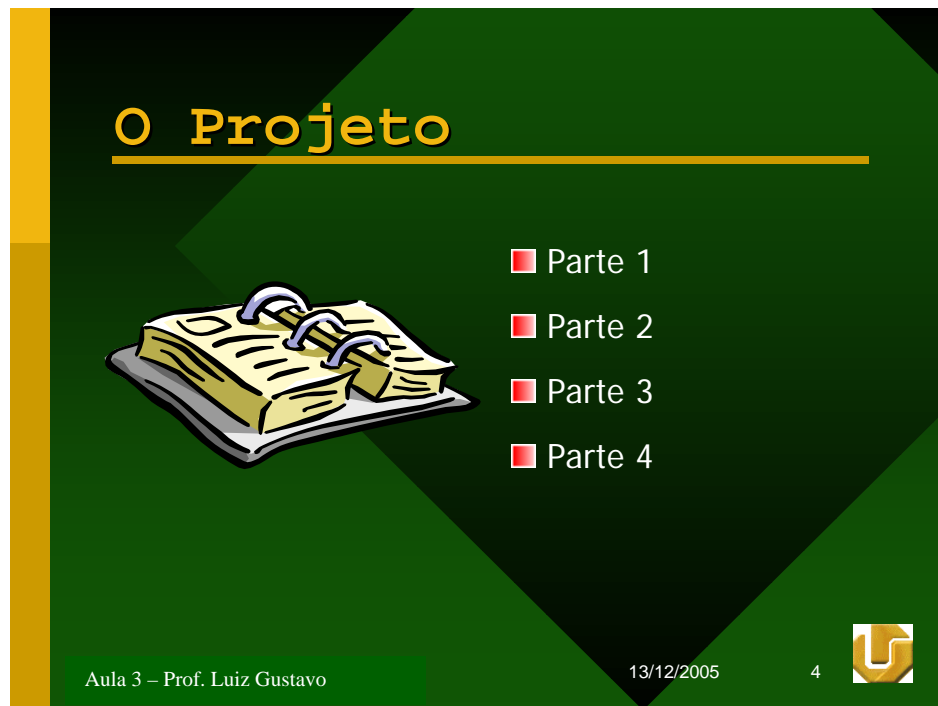 O Projeto
Parte 1
Parte 2
Parte 3
Parte 4
Aula 3 – Prof. Luiz Gustavo
13/12/2005
4